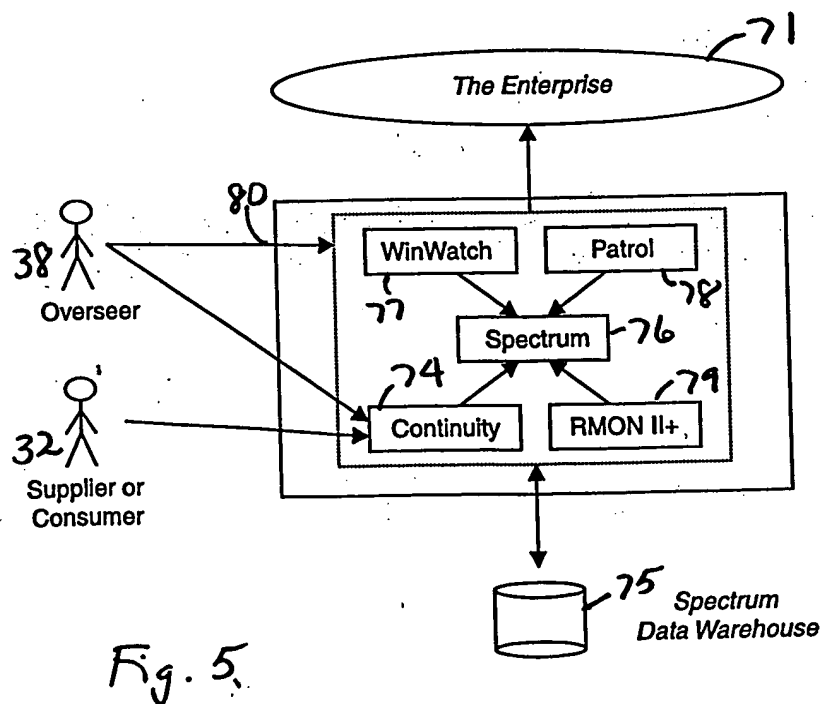 71
The Enterprise
80
WinWatch
Patrol
38
77
78
Overseer
Spectrum
76
74
79
Continuity
RMON II+
32
Supplier or
Consumer
75
Spectrum
Data Warehouse
Fig. 5